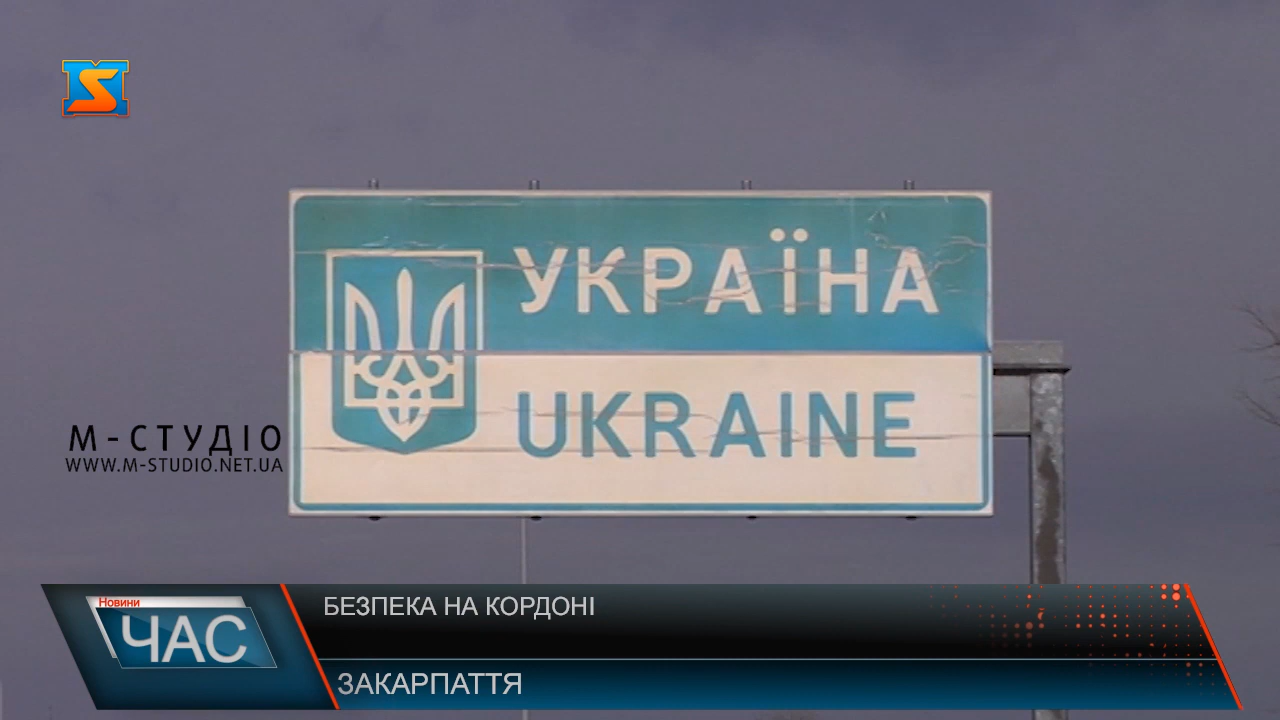 УКРАЇНА
UKRAINE
М-СТУДІО
WWW.M-STUDIO.NET.UA
Новини
ЧАС
БЕЗПЕКА НА КОРДОНІ
ЗАКАРПАТТЯ